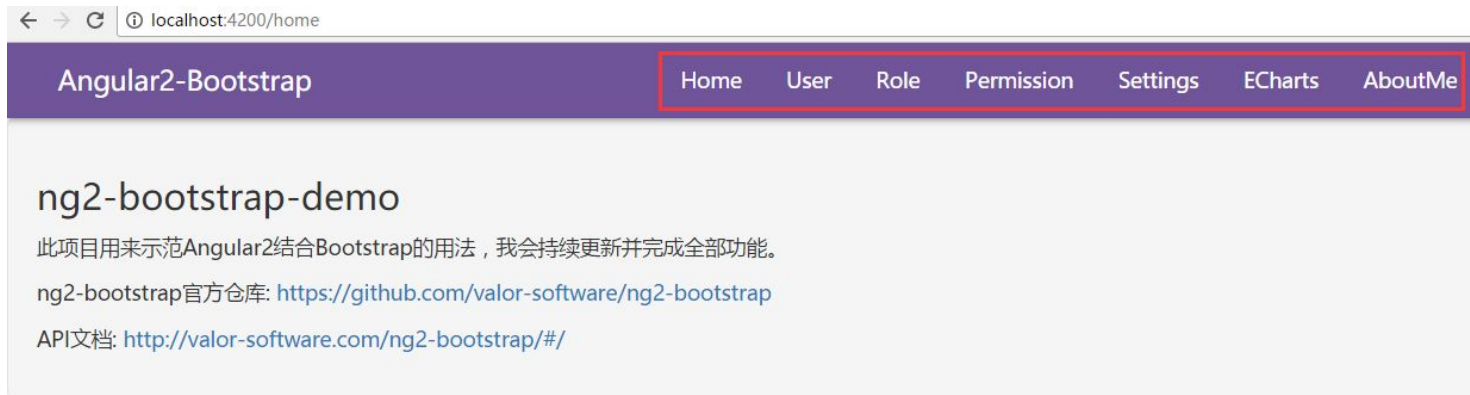 localhost:4200/home
Angular2-Bootstrap Home User Role Permission Settings ECharts AboutMe
ng2-bootstrap-demo
此项目用来示范Angular2结合Bootstrap的用法，我会持续更新并完成全部功能。
ng2-bootstrap官方仓库: https://github.com/valor-software/ng2-bootstrap
API文档: http://valor-software.com/ng2-bootstrap/#/